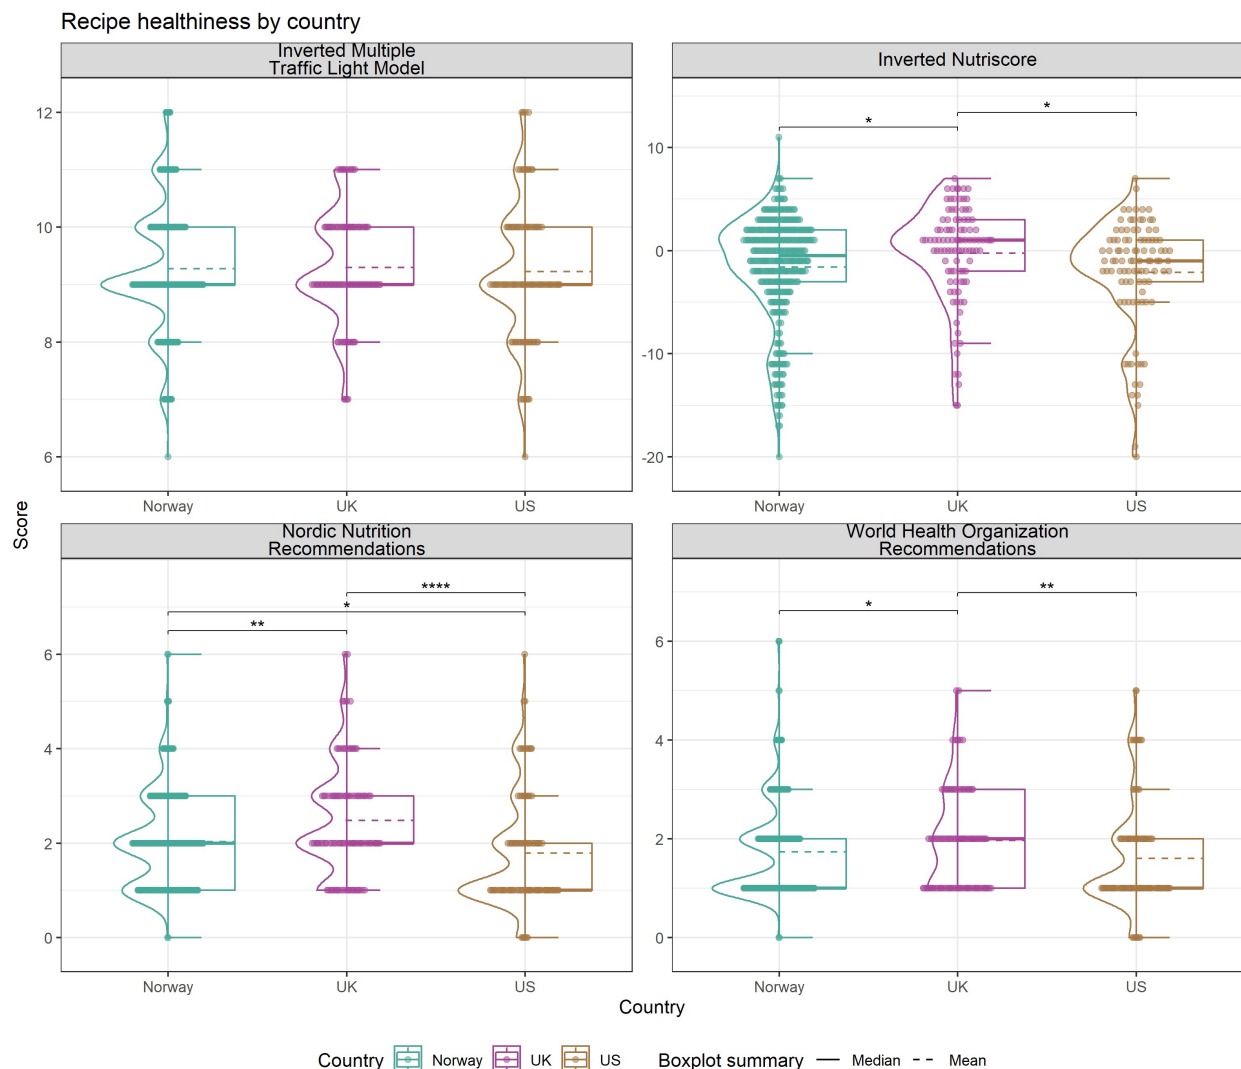 Recipe healthiness by country
Inverted Multiple
Traffic Light Model
Inverted Nutriscore
12
10
8
6
10
0
-10
-20
*
*
Norway
UK
US
Norway
UK
US
Score
Nordic Nutrition
Recommendations
World Health Organization
Recommendations
****
*
**
**
*
6
4
2
0
6
4
2
0
Norway
UK
US
Norway
UK
US
Country
Country Norway UK US Boxplot summary Median Mean